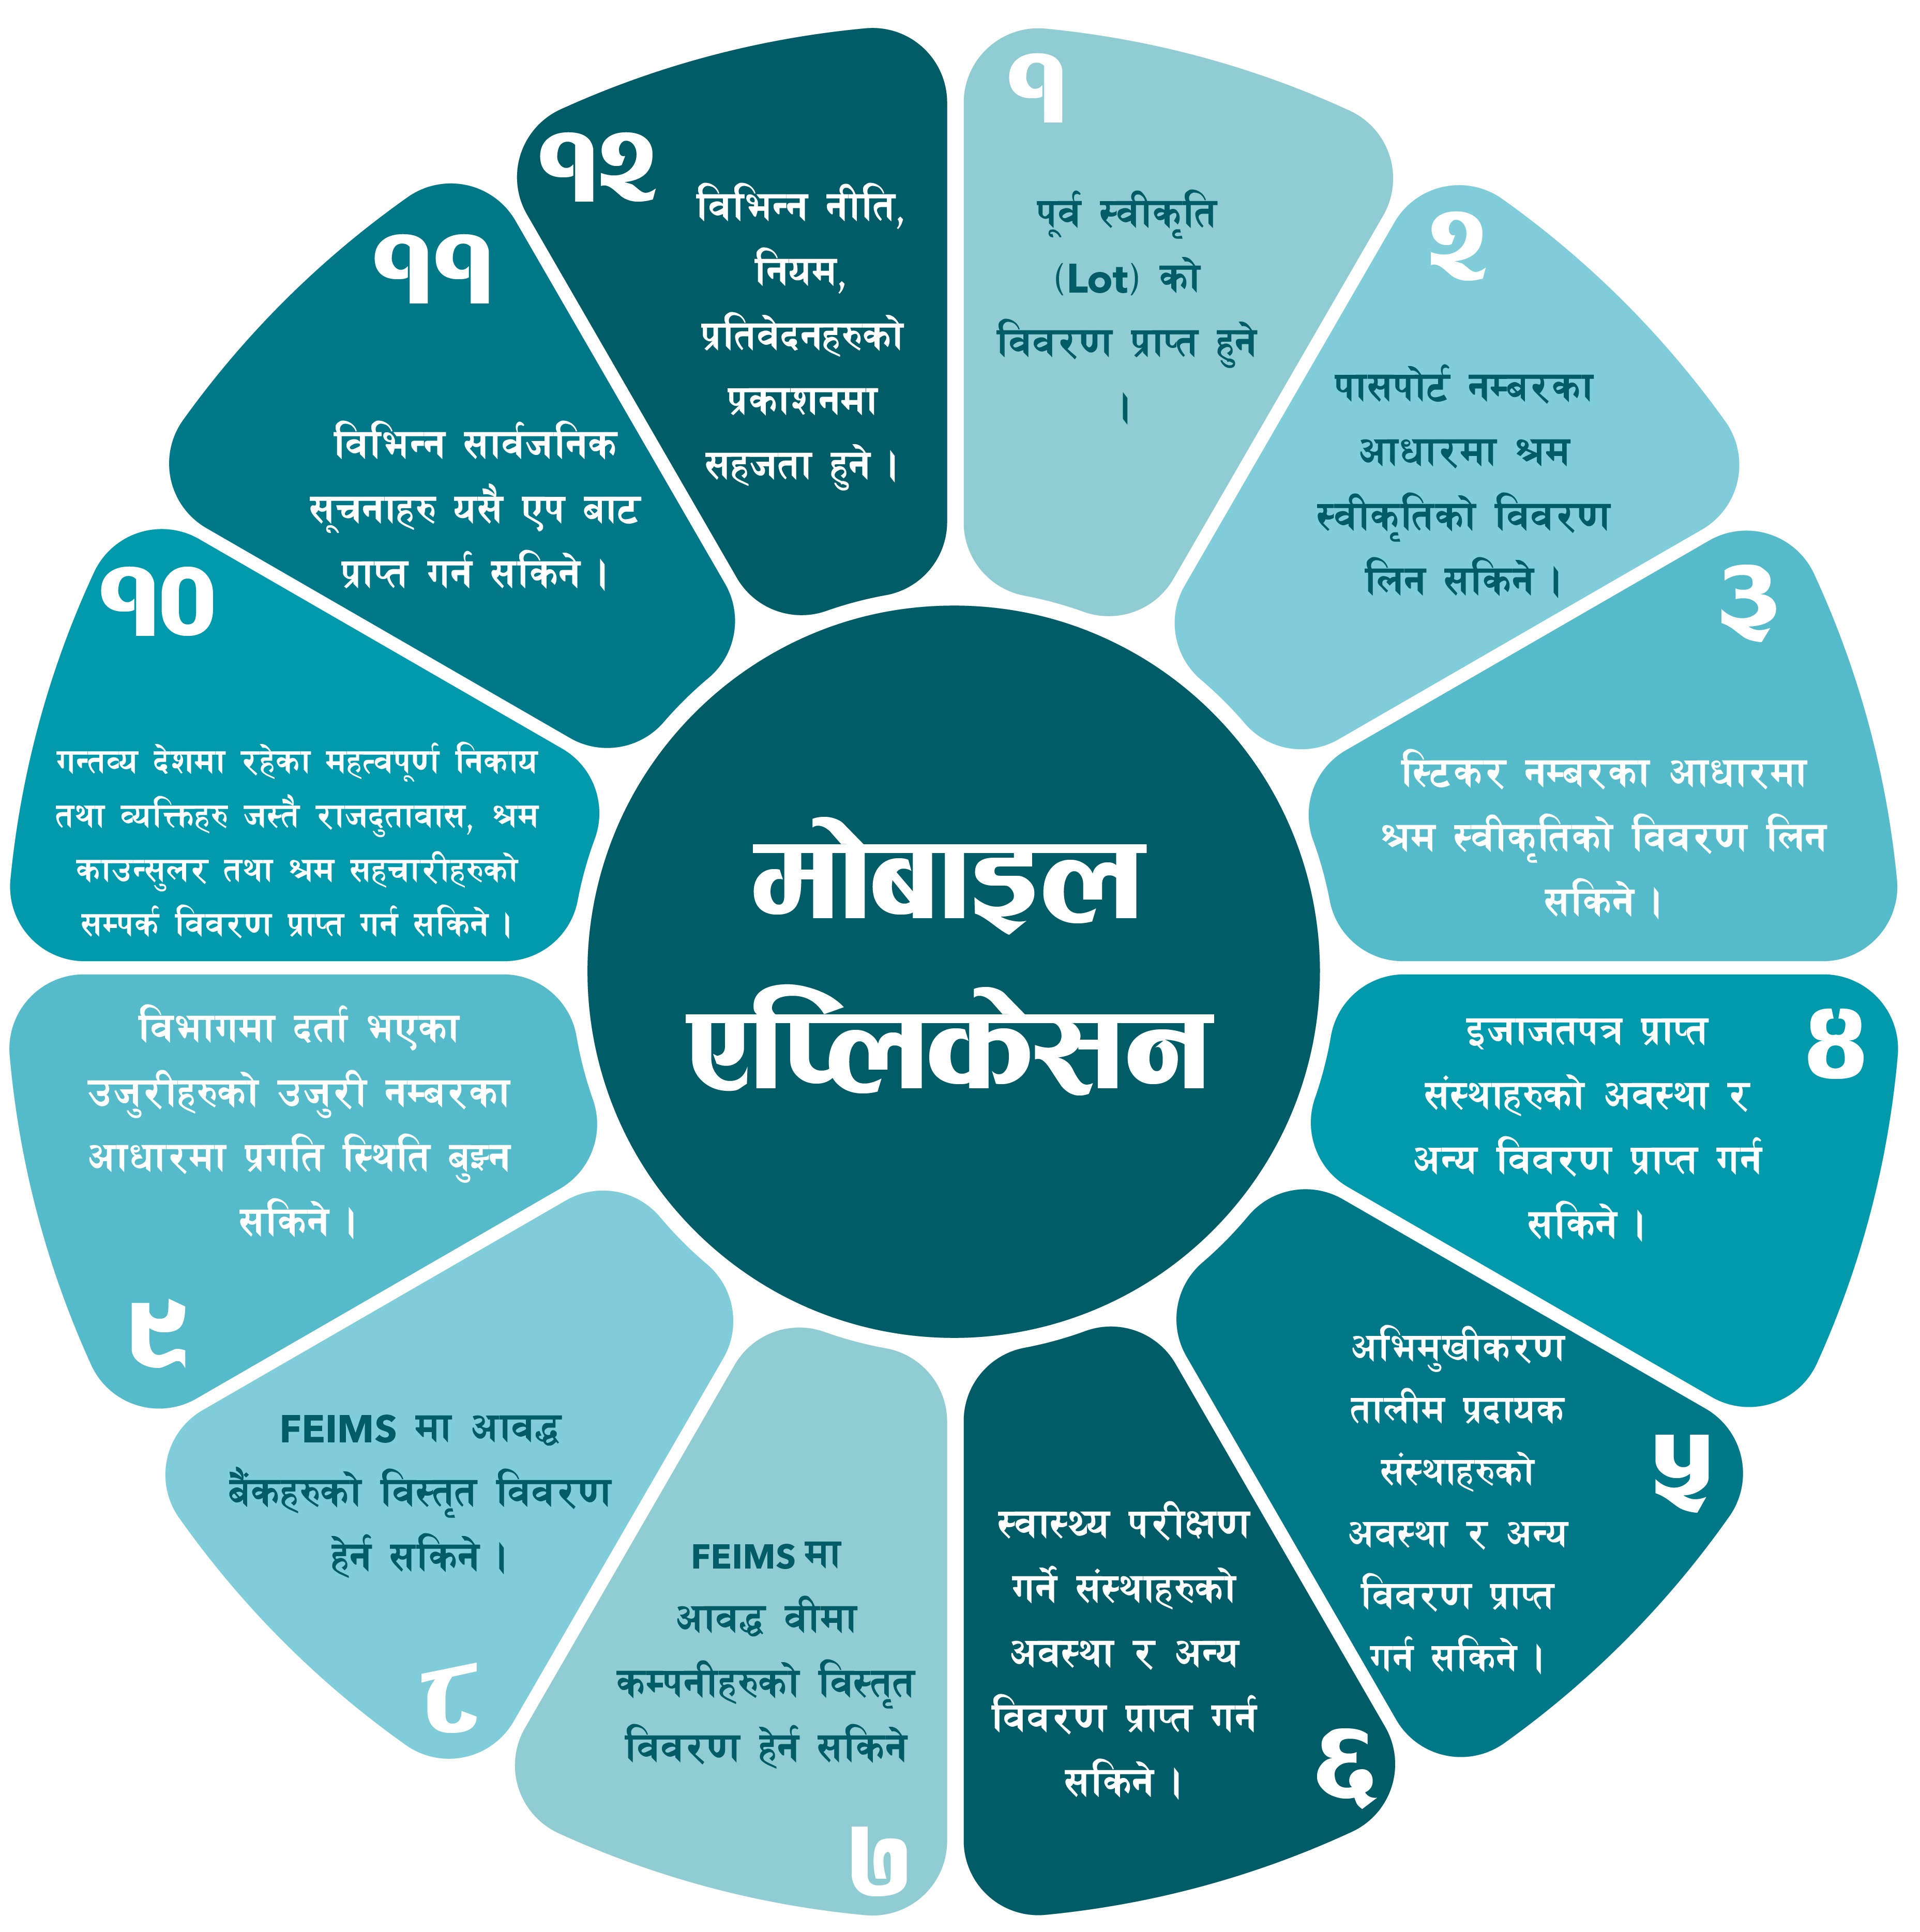 मोबाइल
एप्लिकेसन
१
पूर्व स्वीकृति
(Lot) को
विवरण प्राप्त हुने
।
२
पासपोर्ट नम्बरका
आधारमा श्रम
स्वीकृतिको विवरण
लिन सकिने ।
३
स्टिकर नम्बरका आधारमा
श्रम स्वीकृतिको विवरण लिन
सकिने ।
४
इजाजतपत्र प्राप्त
संस्थाहरुको अवस्था र
अन्य विवरण प्राप्त गर्न
सकिने ।
५
अभिमुखीकरण
तालीम प्रदायक
संस्थाहरुको
अवस्था र अन्य
विवरण प्राप्त
गर्न सकिने ।
६
स्वास्थ्य परीक्षण
गर्ने संस्थाहरुको
अवस्था र अन्य
विवरण प्राप्त गर्न
सकिने ।
७
FEIMS मा
आवद्ध वीमा
कम्पनीहरुको विस्तृत
विवरण हेर्न सकिने
८
FEIMS मा आवद्ध
बैंकहरुको विस्तृत विवरण
हेर्न सकिने ।
९
विभागमा दर्ता भएका
उजुरीहरुको उजुरी नम्बरका
आधारमा प्रगति स्थिति बुझ्न
सकिने ।
१०
गन्तव्य देशमा रहेका महत्वपूर्ण निकाय
तथा व्यक्तिहरु जस्तै राजदुतावास, श्रम
काउन्सुलर तथा श्रम सहचारीहरुको
सम्पर्क विवरण प्राप्त गर्न सकिने ।
११
विभिन्न सार्वजनिक
सूचनाहरु यसै एप बाट
प्राप्त गर्न सकिने ।
१२
विभिन्न नीति,
नियम,
प्रतिवेदनहरुको
प्रकाशनमा
सहजता हुने ।